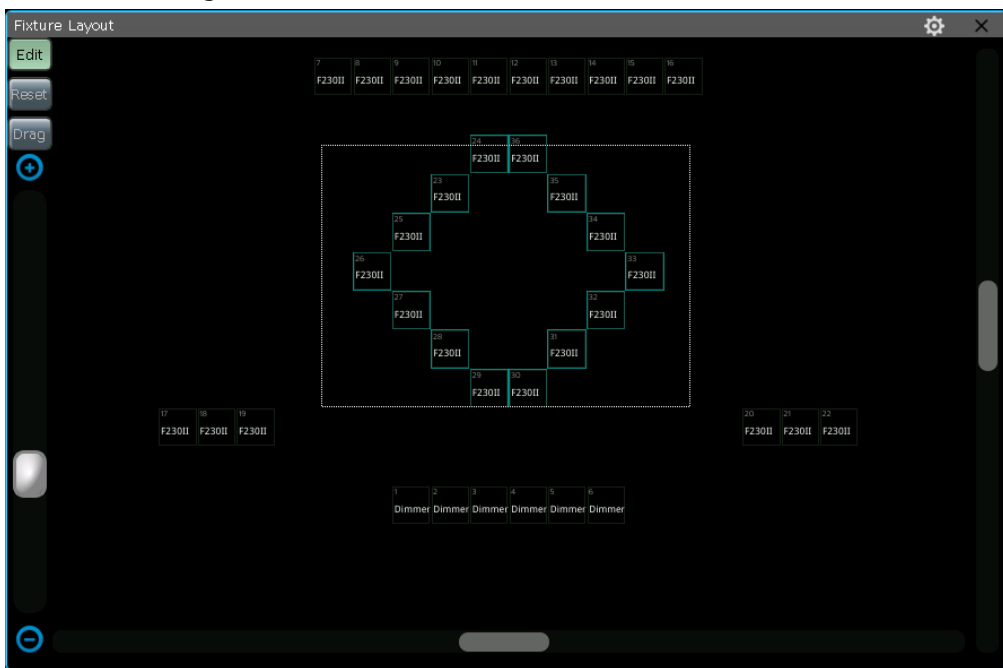 Fixture Layout
Edit
Reset
Drag
7 8 9 10 11 12 13 14 15 16
F230II F230II F230II F230II F230II F230II F230II F230II F230II F230II
24 36
F230II F230II
23 35
F230II F230II
25 34
F230II F230II
26 33
F230II F230II
27 32
F230II F230II
28 31
F230II F230II
29 30
F230II F230II
17 18 19 20 21 22
F230II F230II F230II F230II F230II F230II
1 2 3 4 5 6
Dimmer Dimmer Dimmer Dimmer Dimmer Dimmer